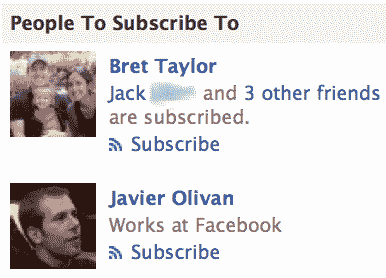 People To Subscribe To
Bret Taylor
Jack and 3 other friends
are subscribed.
Subscribe
Javier Olivan
Works at Facebook
Subscribe